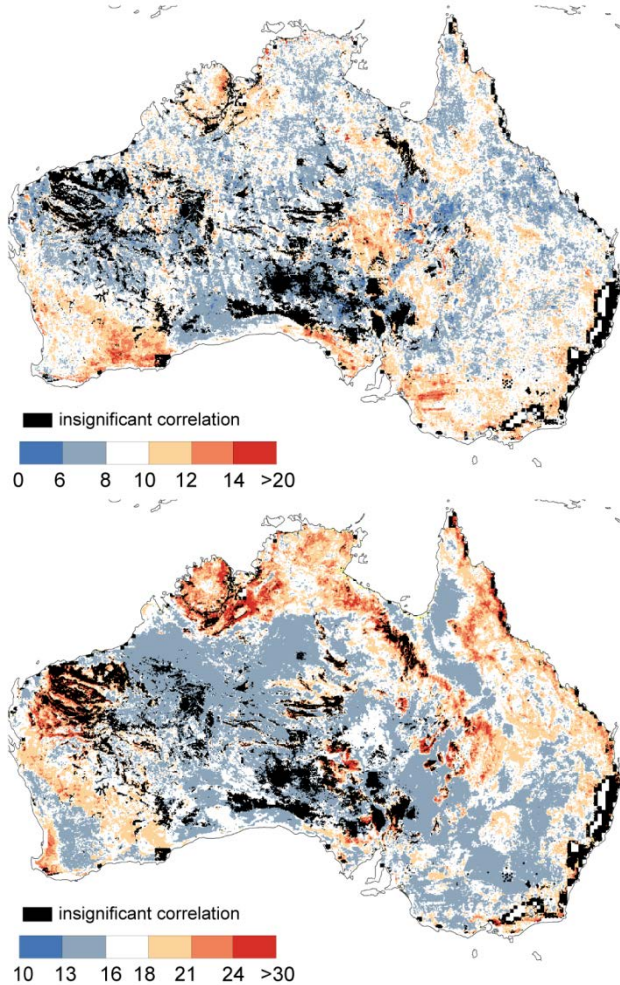 insignificant correlation
0 6 8 10 12 14 >20
insignificant correlation
10 13 16 18 21 24 >30